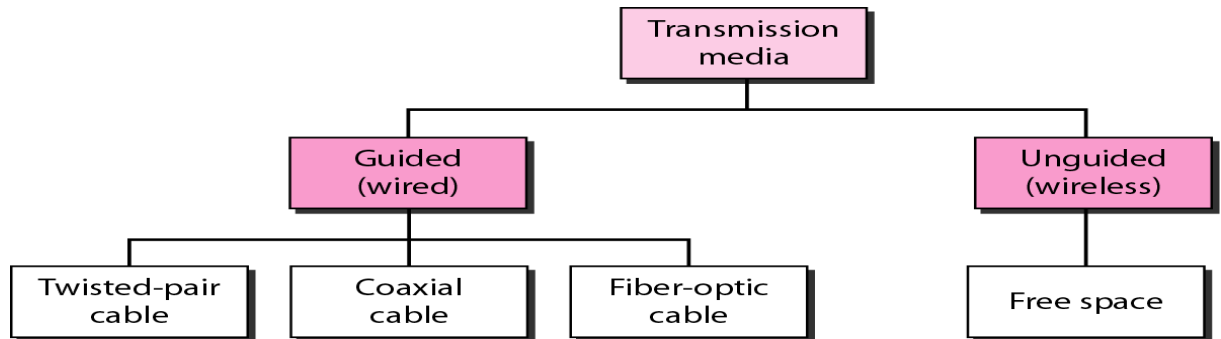 Transmission
media
Guided
(wired)
Unguided
(wireless)
Twisted-pair
cable
Coaxial
cable
Fiber-optic
cable
Free space